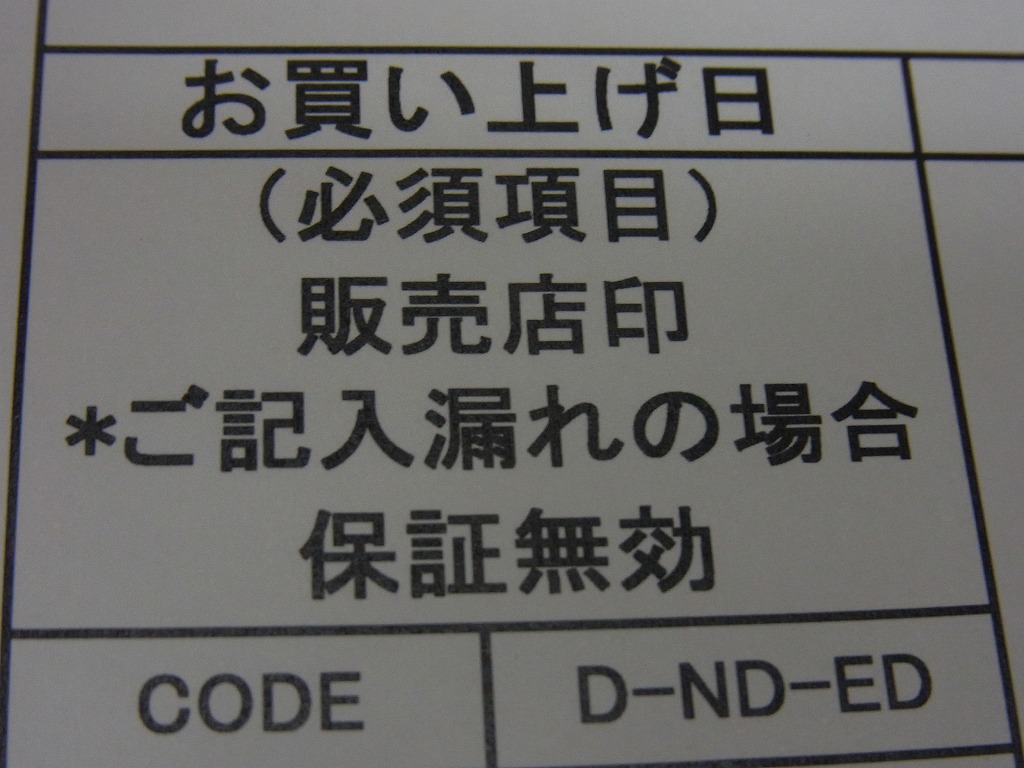 お買い上げ日
（必須項目）
販売店印
*ご記入漏れの場合
保証無効
CODE
D-ND-ED